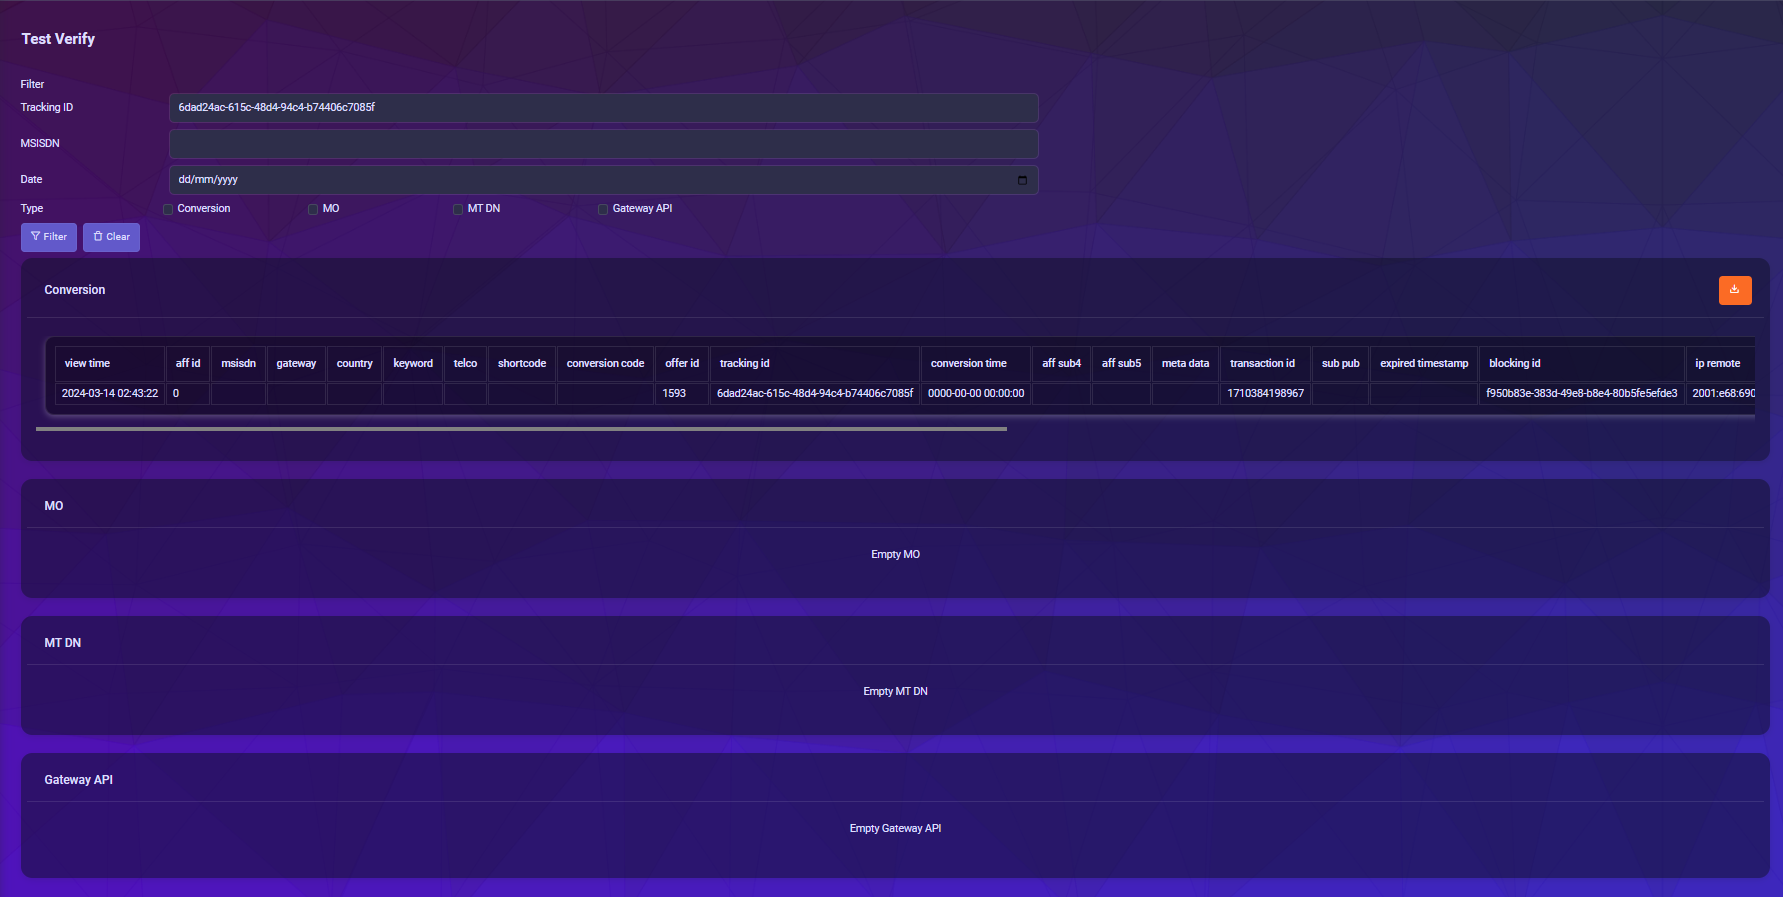 Test Verify
Filter
Tracking ID 6dad24ac-615c-48d4-94c4-b74406c7085f
MSISDN
Date dd/mm/yyyy
Type Conversion MO MT DN Gateway API
Filter Clear
Conversion
view time aff id msisdn gateway country keyword telco shortcode conversion code offer id tracking id conversion time aff sub4 aff sub5 meta data transaction id sub pub expired timestamp blocking id ip remote
2024-03-14 02:43:22 0 1593 6dad24ac-615c-48d4-94c4-b74406c7085f 0000-00-00 00:00:00 1710384198967 f950b83e-383d-49e8-b8e4-80b5fe5efde3 2001:e68:690
MO
Empty MO
MT DN
Empty MT DN
Gateway API
Empty Gateway API